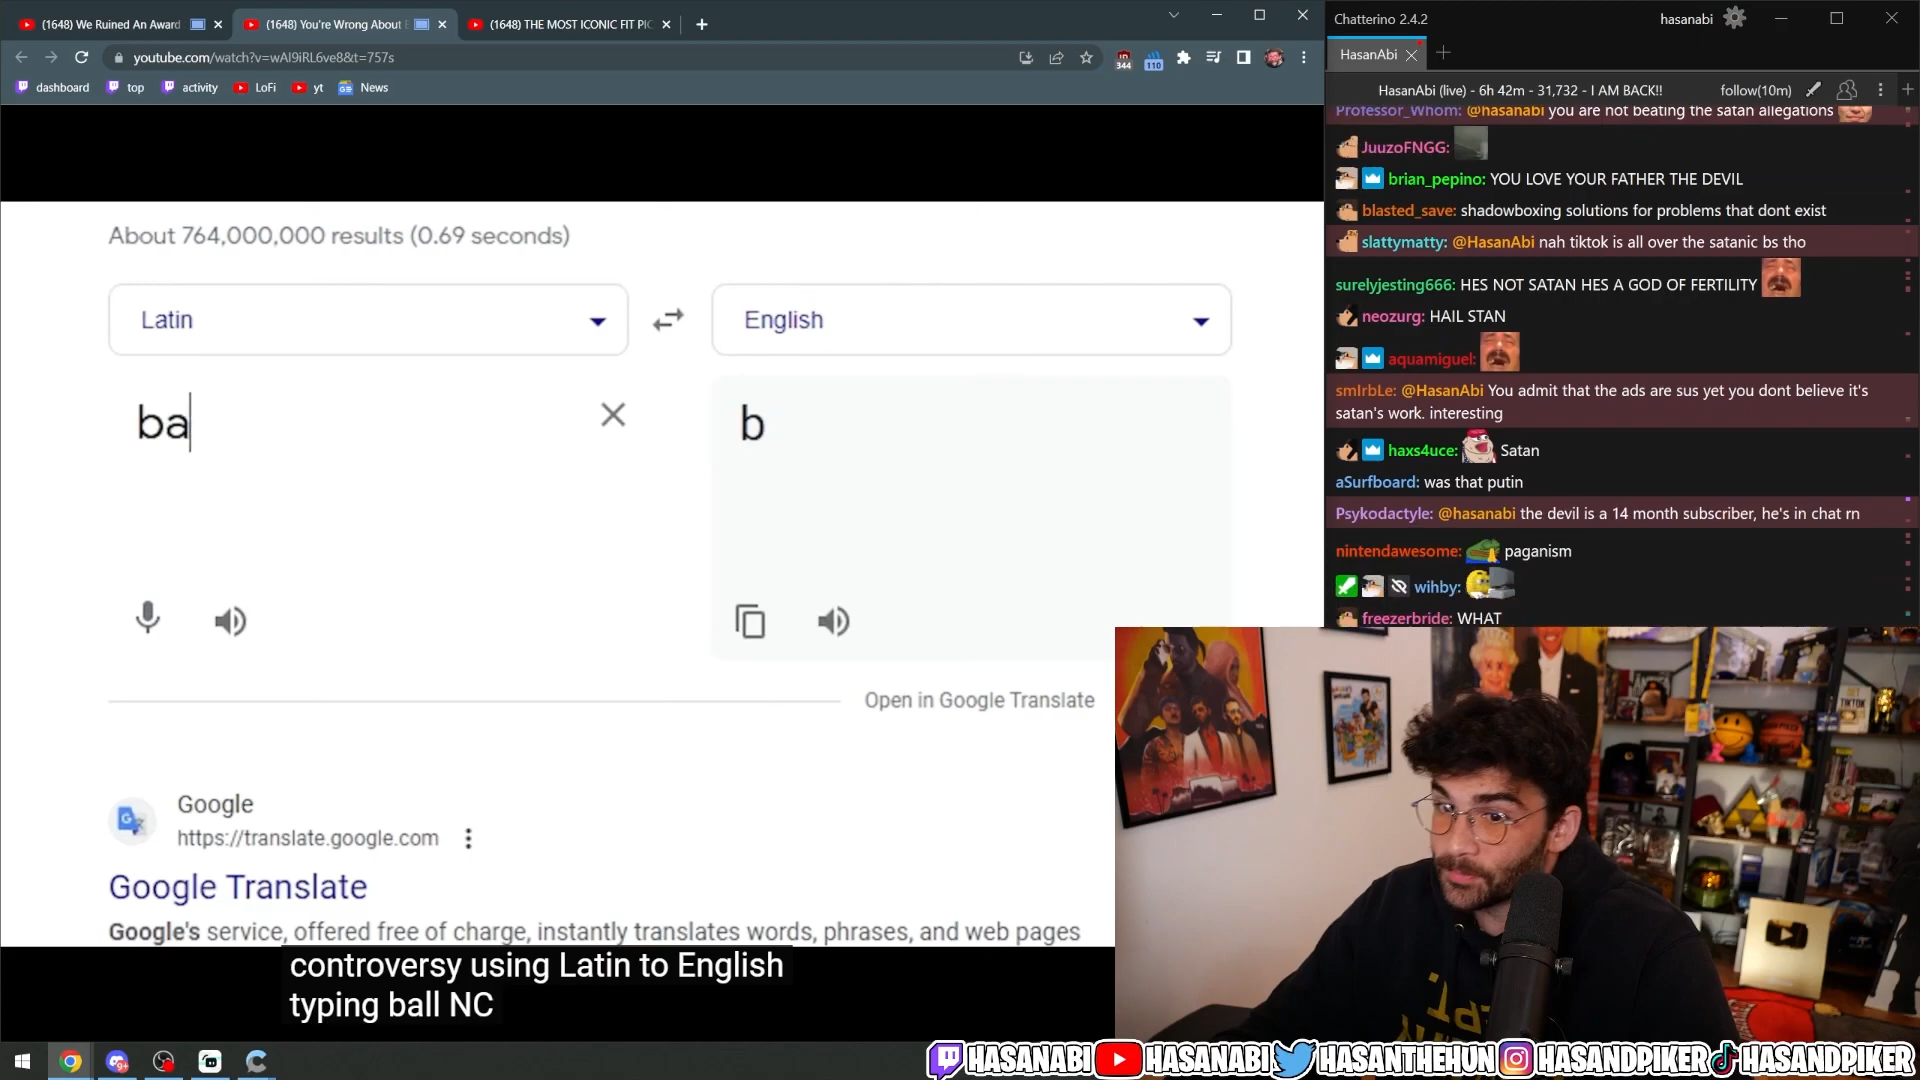 (1648) We Ruined An Award
(1648) You're Wrong About
(1648) THE MOST ICONIC FIT PIC
youtube.com/watch?v=wAl9iRL6ve8&t=757s
344
110
dashboard
top
activity
LoFi
yt
News
About 764,000,000 results (0.69 seconds)
Latin
English
ba
b
Open in Google Translate
Google
https://translate.google.com
Google Translate
Google's service, offered free of charge, instantly translates words, phrases, and web pages
controversy using Latin to English
typing ball NC
Chatterino 2.4.2
hasanabi
HasanAbi
HasanAbi (live) - 6h 42m - 31,732 - I AM BACK!!
follow(10m)
Professor_Whom: @hasanabi you are not beating the satan allegations
JuuzoFNGG:
brian_pepino: YOU LOVE YOUR FATHER THE DEVIL
blasted_save: shadowboxing solutions for problems that dont exist
slattymatty: @HasanAbi nah tiktok is all over the satanic bs tho
surelyjesting666: HES NOT SATAN HES A GOD OF FERTILITY
neozurg: HAIL STAN
aquamiguel:
smIrbLe: @HasanAbi You admit that the ads are sus yet you dont believe it's
satan's work. interesting
haxs4uce: Satan
aSurfboard: was that putin
Psykodactyle: @hasanabi the devil is a 14 month subscriber, he's in chat rn
nintendawesome: paganism
wihby:
freezerbride: WHAT
HASANABI
HASANABI
HASANTHEHUN
HASANDPIKER
HASANDPIKER